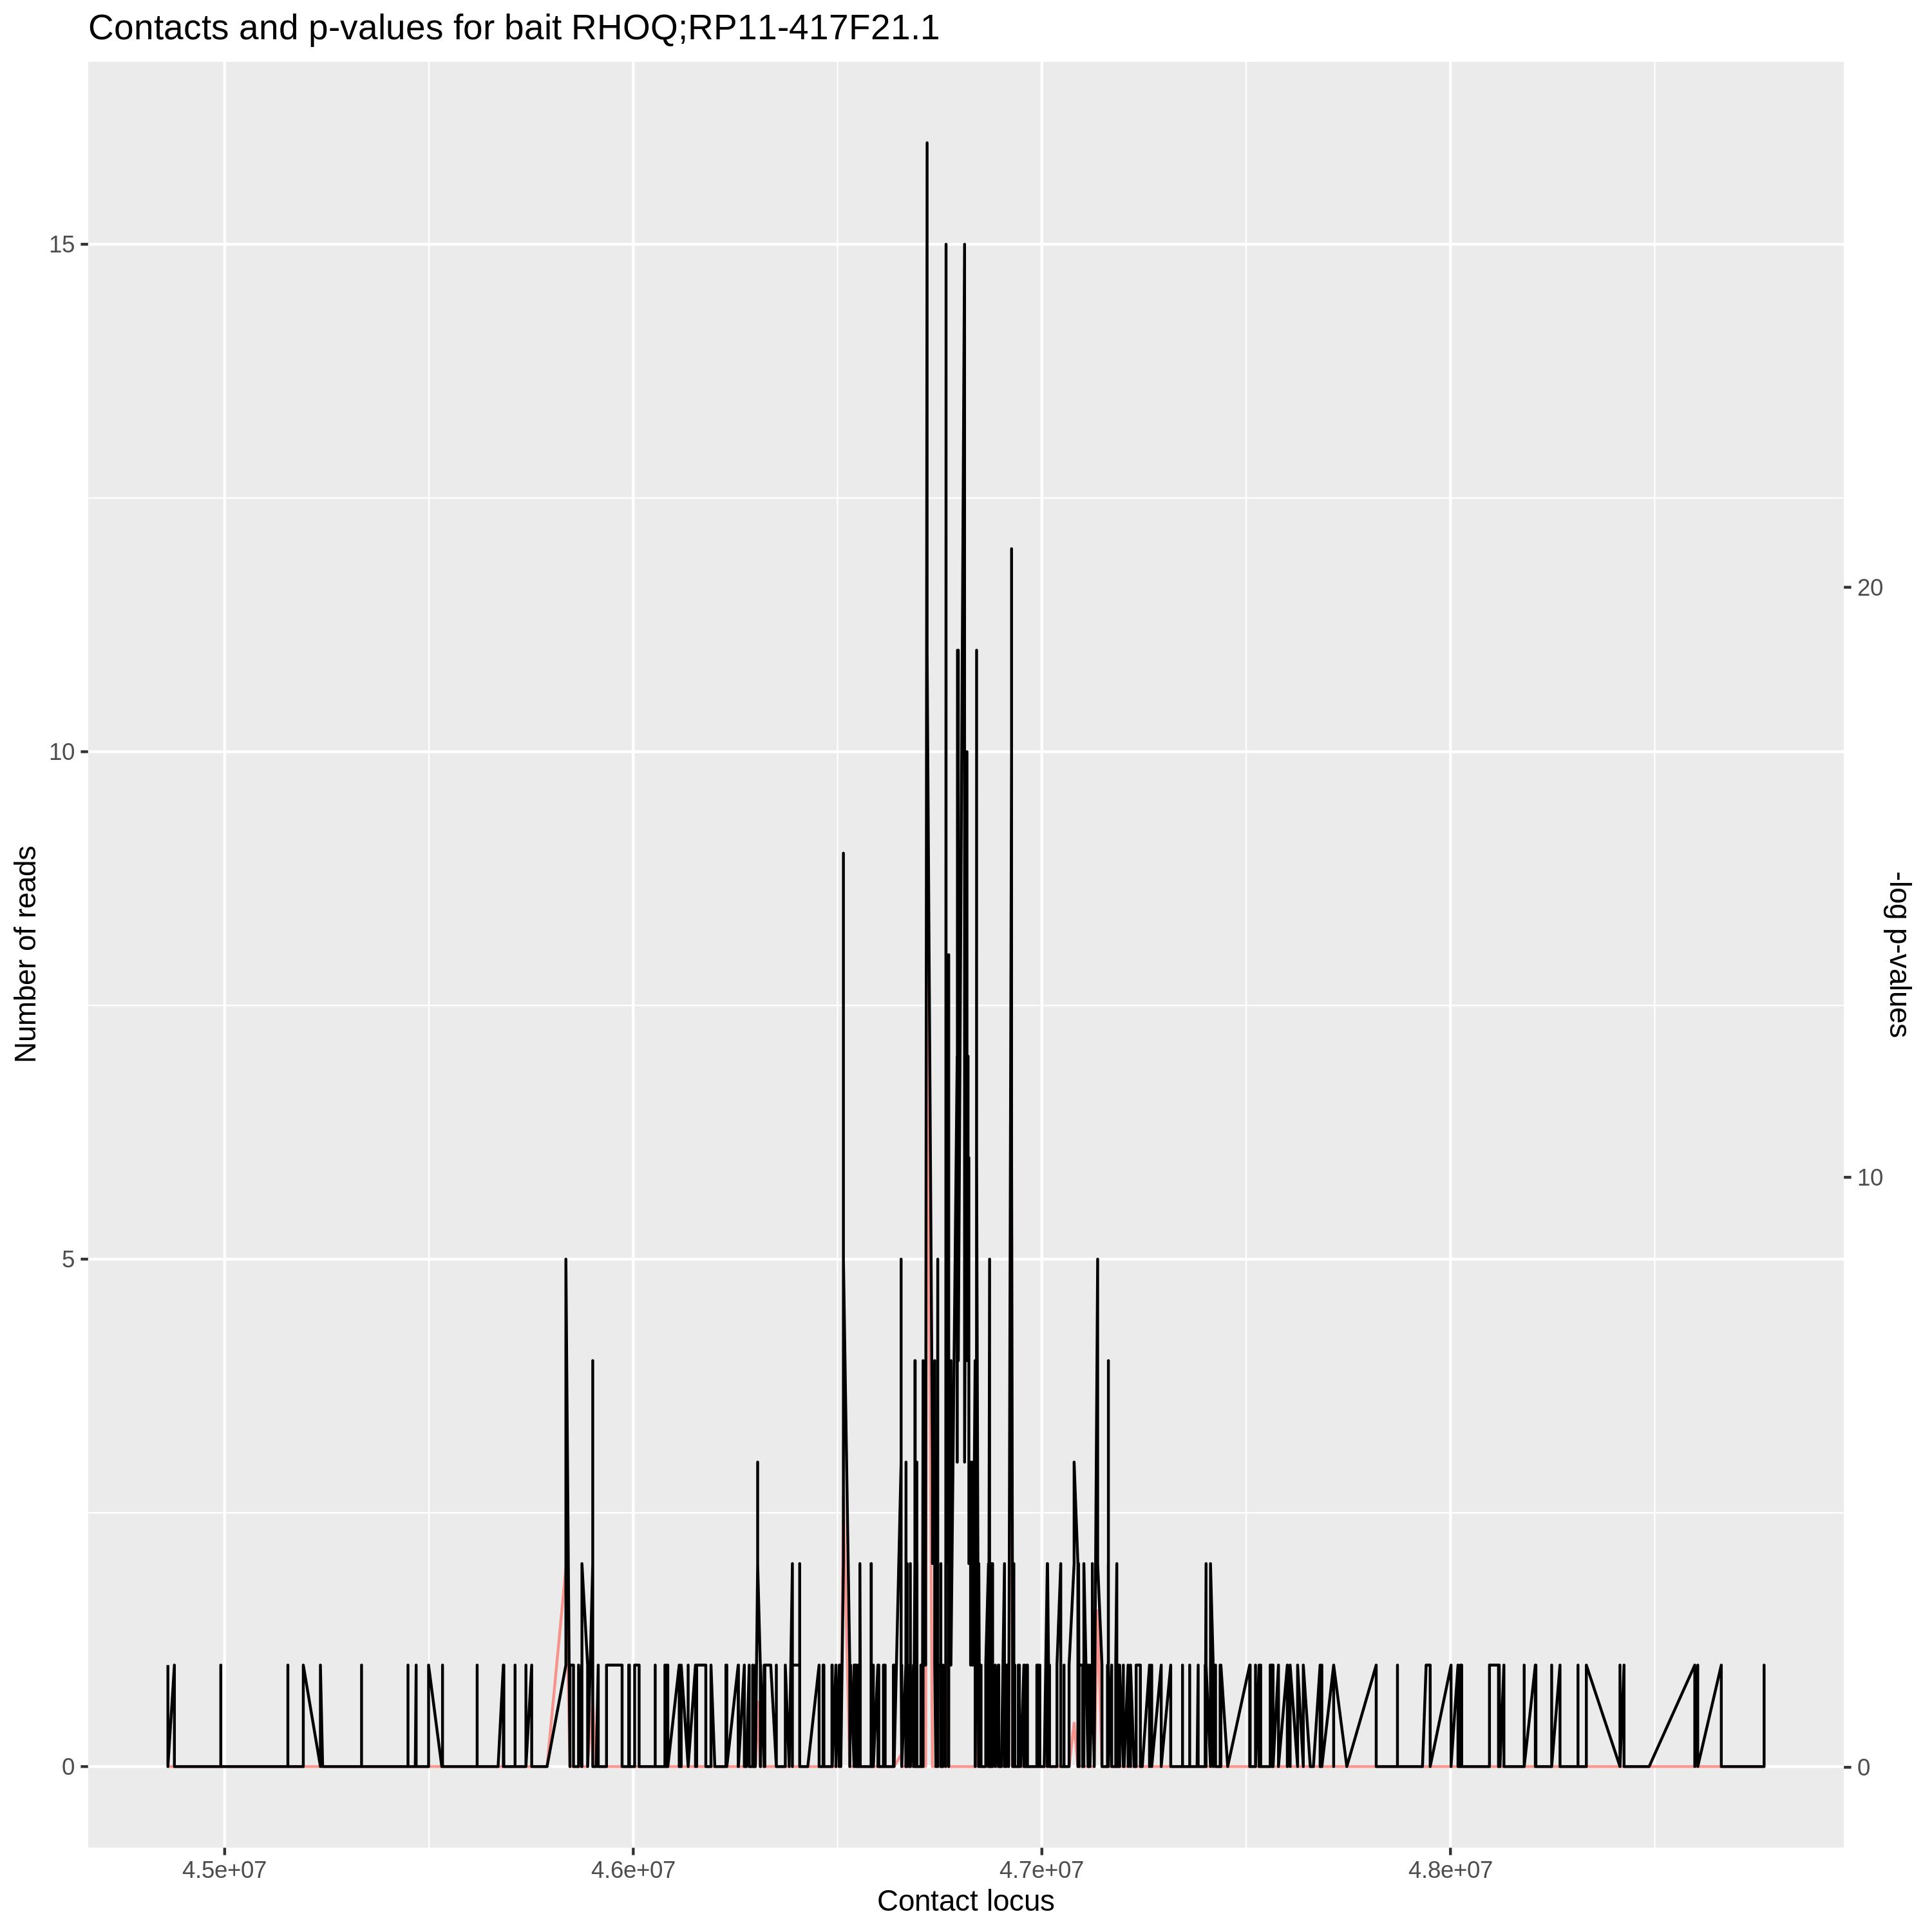 Contacts and p-values for bait RHOQ;RP11-417F21.1
Number of reads
15
10
5
0
20
10
0
-log p-values
4.5e+07 4.6e+07 4.7e+07 4.8e+07
Contact locus